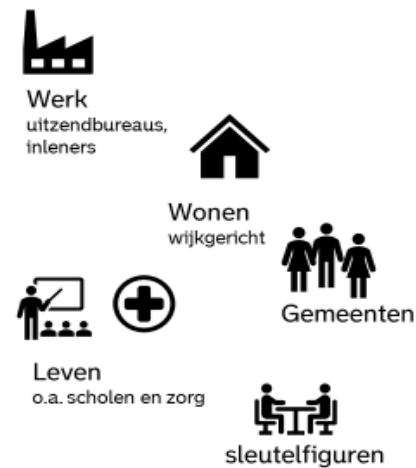 Werk
uitzendbureaus,
inleners
Wonen
wijkgericht
Gemeenten
Leven
o.a. scholen en zorg
sleutelfiguren